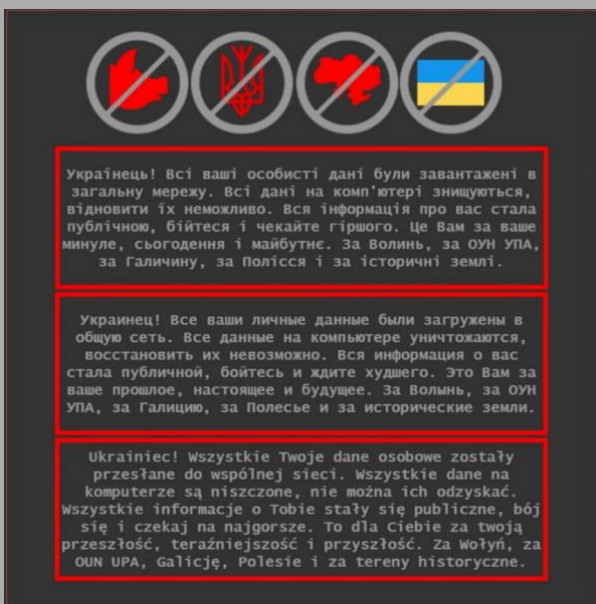 Українець! Всі ваші особисті дані були завантажені в
загальну мережу. Всі дані на комп'ютері знищуються,
відновити їх неможливо. Вся інформація про вас стала
публічною, бійтеся і чекайте гіршого. Це Вам за ваше
минуле, сьогодення і майбутнє. За Волинь, за ОУН УПА,
за Галичину, за Полісся і за історичні землі.
Украинец! Все ваши личные данные были загружены в
общую сеть. Все данные на компьютере уничтожаются,
восстановить их невозможно. Вся информация о вас
стала публичной, бойтесь и ждите худшего. Это Вам за
ваше прошлое, настоящее и будущее. За Волынь, за ОУН
УПА, за Галицию, за Полесье и за исторические земли.
Ukrainiec! Wszystkie Twoje dane osobowe zostały
przesłane do wspólnej sieci. Wszystkie dane na
komputerze są niszczone, nie można ich odzyskać.
Wszystkie informacje o Tobie stały się publiczne, bój
się i czekaj na najgorsze. To dla Ciebie za twoją
przeszłość, teraźniejszość i przyszłość. Za Wołyń, za
OUN UPA, Galicję, Polesie i za tereny historyczne.